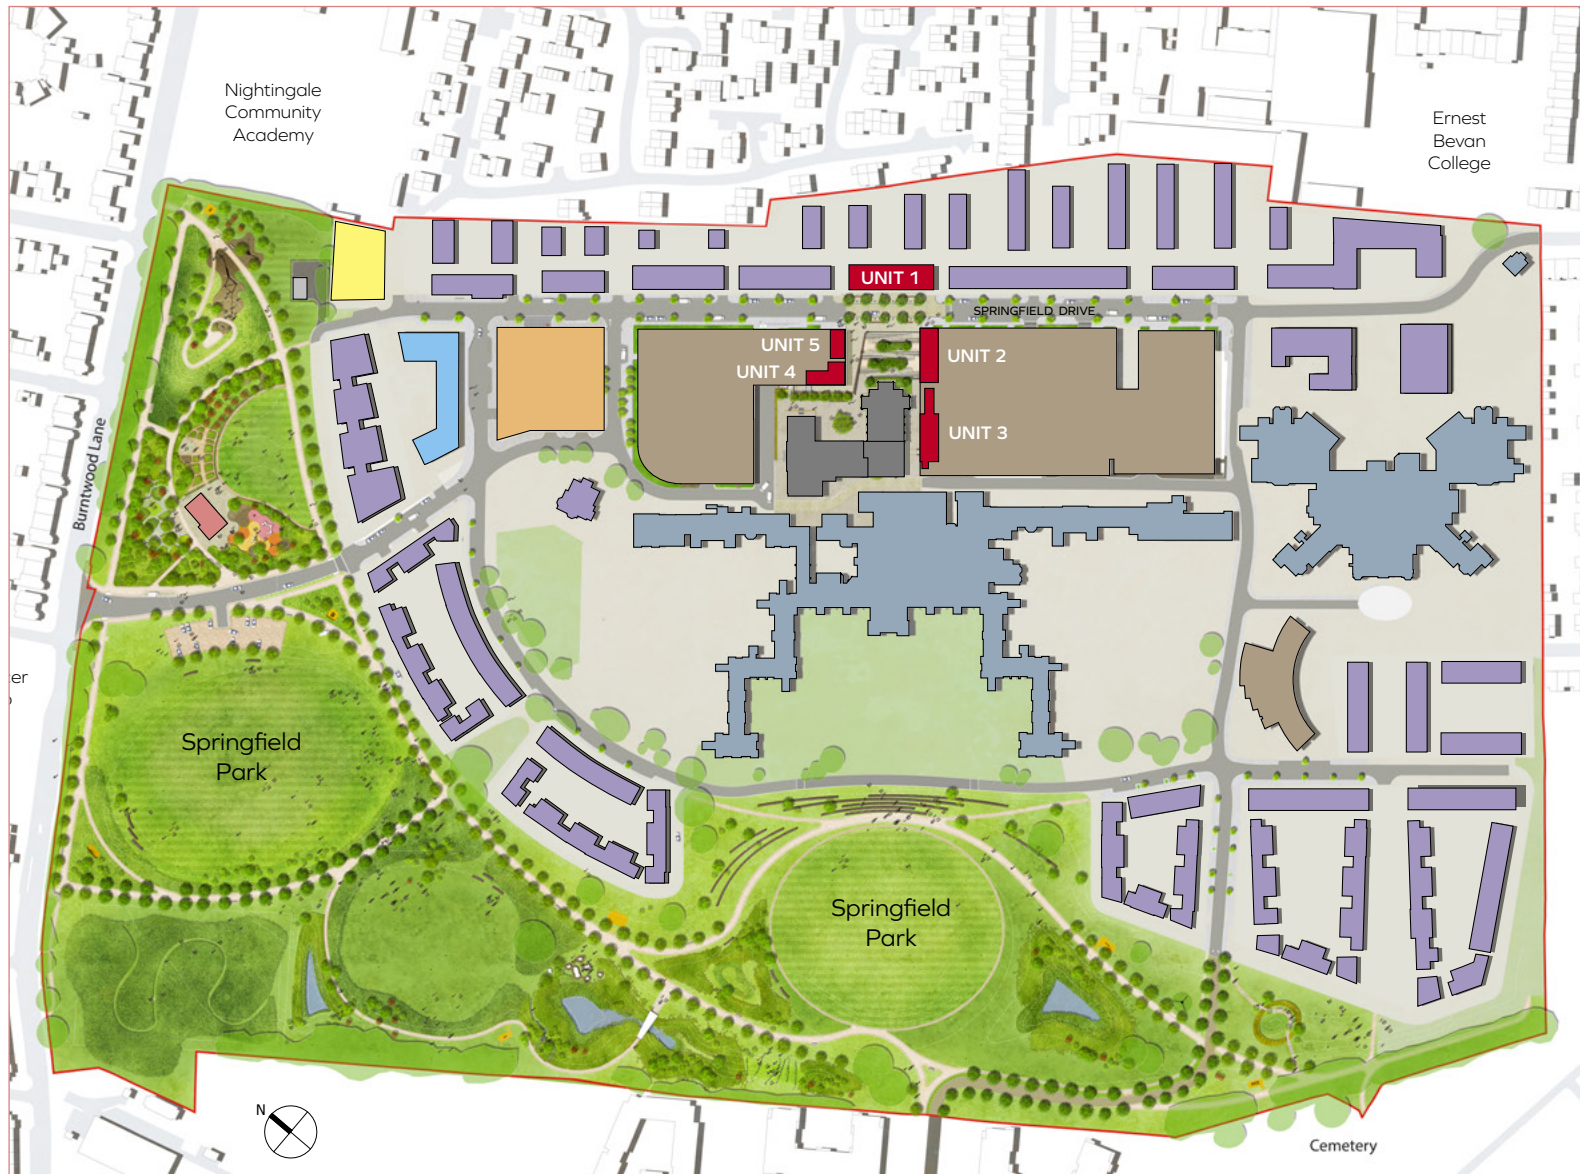 Nightingale
Community
Academy
Ernest
Bevan
College
UNIT 1
SPRINGFIELD DRIVE
UNIT 5
UNIT 4
UNIT 2
UNIT 3
Burntwood Lane
er
Springfield
Park
Springfield
Park
N
Cemetery